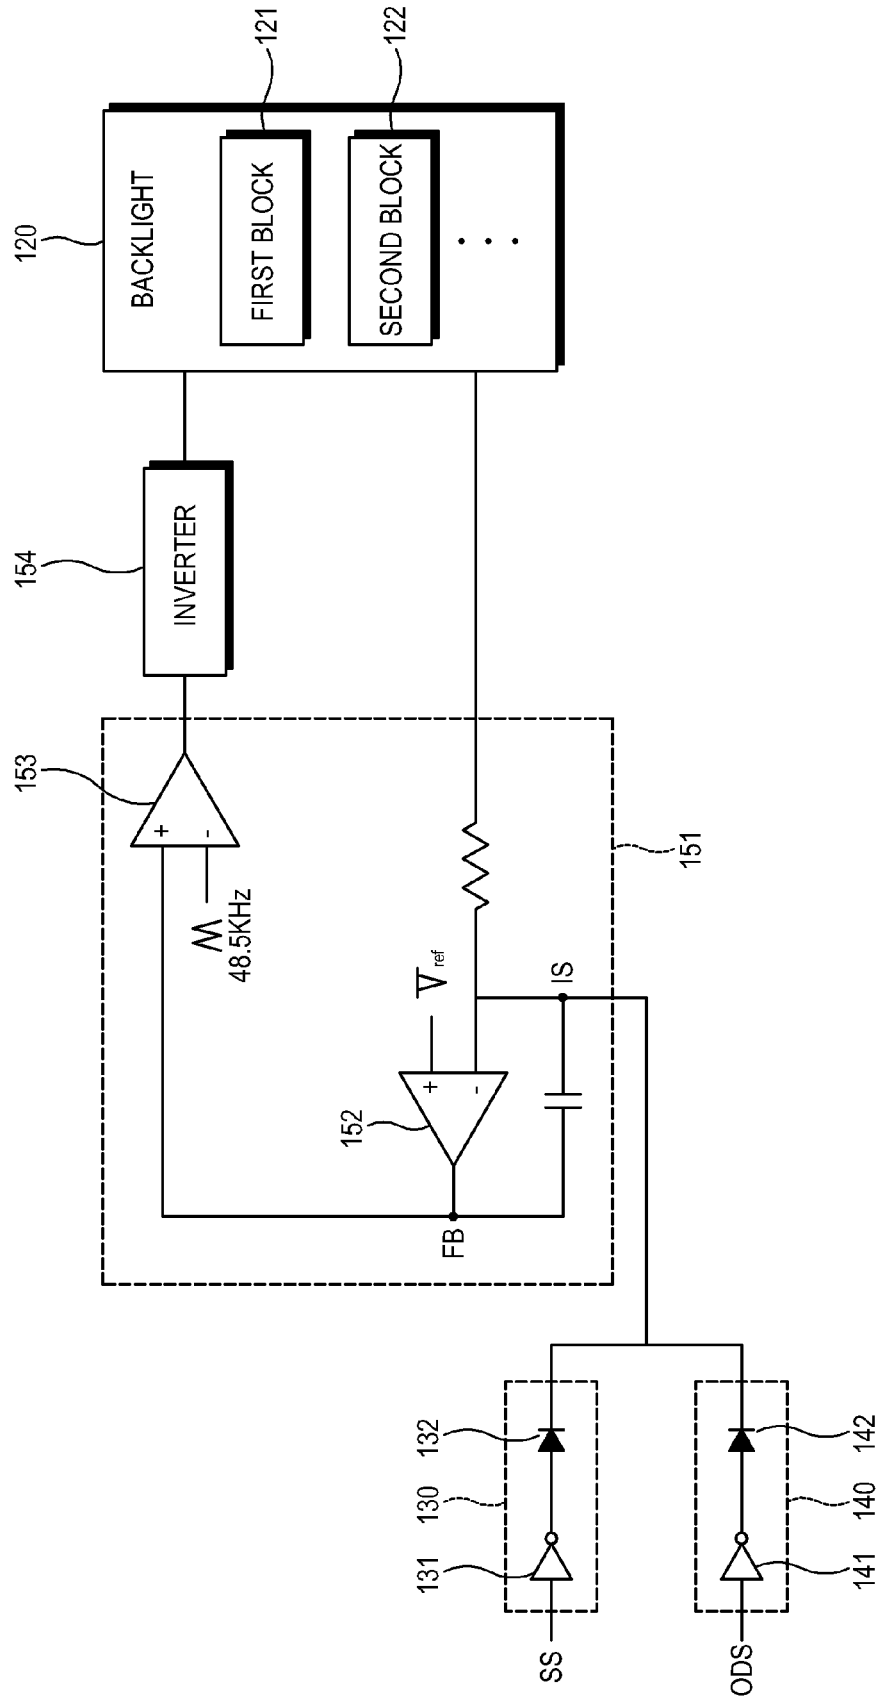 120
BACKLIGHT
121
FIRST BLOCK
122
SECOND BLOCK
154
INVERTER
153
+
-
48.5KHz
151
Vref
152
+
-
IS
FB
130
132
131
SS
142
140
141
ODS